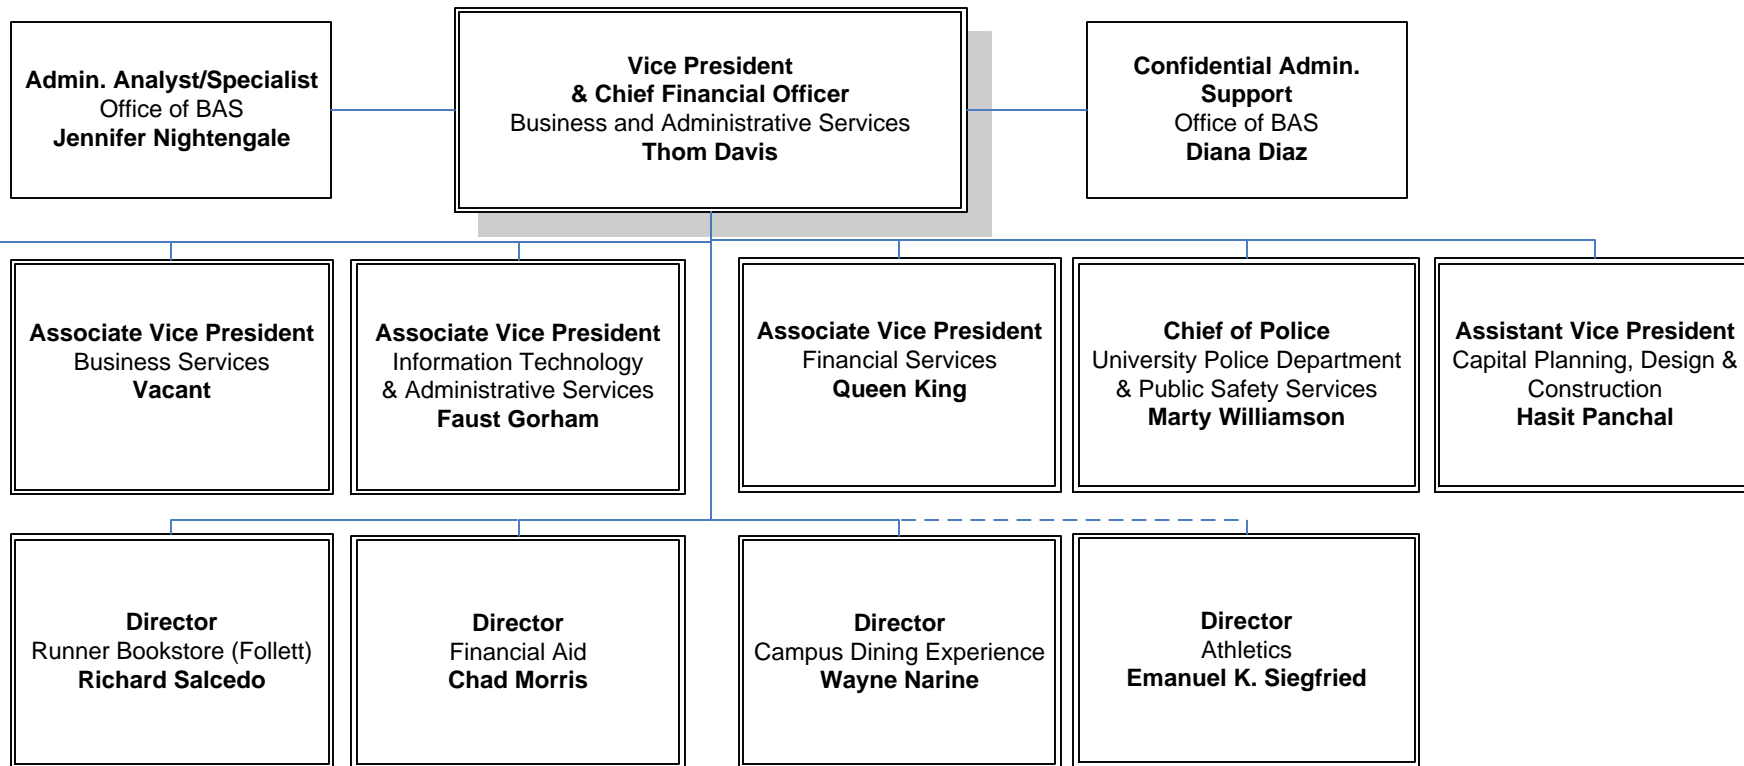 Admin. Analyst/Specialist
Office of BAS
Jennifer Nightengale
Vice President
& Chief Financial Officer
Business and Administrative Services
Thom Davis
Confidential Admin.
Support
Office of BAS
Diana Diaz
Associate Vice President
Business Services
Vacant
Associate Vice President
Information Technology
& Administrative Services
Faust Gorham
Associate Vice President
Financial Services
Queen King
Chief of Police
University Police Department
& Public Safety Services
Marty Williamson
Assistant Vice President
Capital Planning, Design &
Construction
Hasit Panchal
Director
Runner Bookstore (Follett)
Richard Salcedo
Director
Financial Aid
Chad Morris
Director
Campus Dining Experience
Wayne Narine
Director
Athletics
Emanuel K. Siegfried